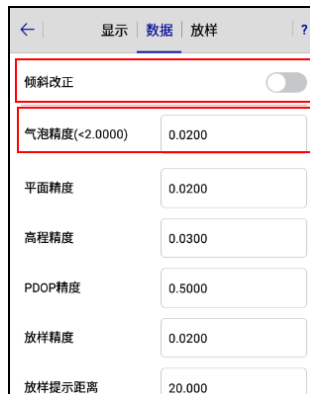 ← 显示 数据 放样 ?
倾斜改正
气泡精度(<2.0000) 0.0200
平面精度 0.0200
高程精度 0.0300
PDOP精度 0.5000
放样精度 0.0200
放样提示距离 20.000